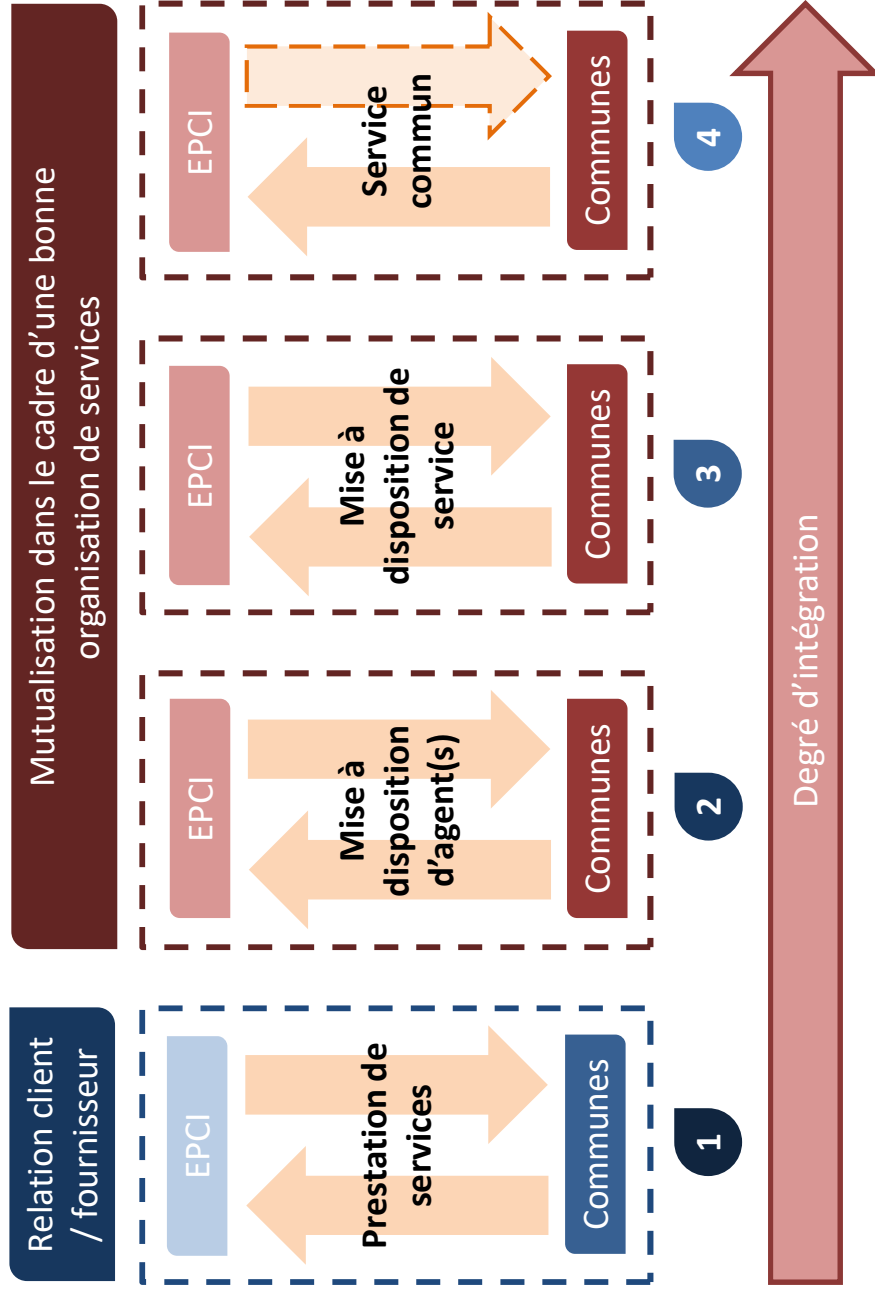 Relation client
/ fournisseur
Mutualisation dans le cadre d’une bonne
organisation de services
EPCI
Prestation de
services
Communes
1
EPCI
Mise à
disposition
d’agent(s)
Communes
2
EPCI
Mise à
disposition de
service
Communes
3
EPCI
Service
commun
Communes
4
Degré d’intégration